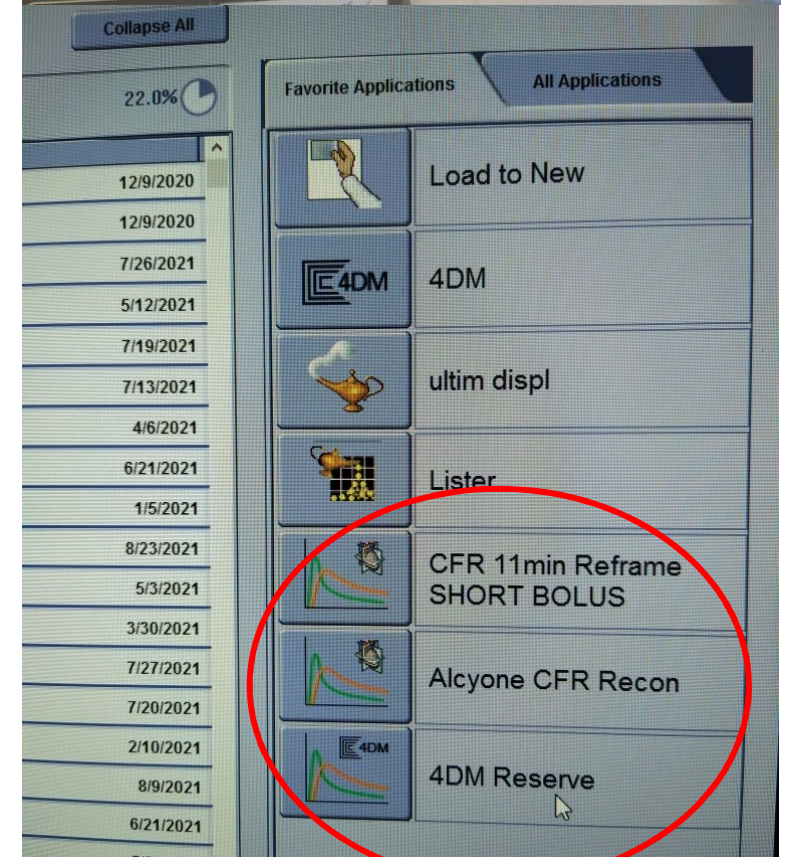 Collapse All
22.0%
12/9/2020
12/9/2020
7/26/2021
5/12/2021
7/19/2021
7/13/2021
4/6/2021
6/21/2021
1/5/2021
8/23/2021
5/3/2021
3/30/2021
7/27/2021
7/20/2021
2/10/2021
8/9/2021
6/21/2021
Favorite Applications
All Applications
Load to New
4DM
4DM
ultim displ
Lister
CFR 11min Reframe
SHORT BOLUS
Alcyone CFR Recon
4DM
4DM Reserve